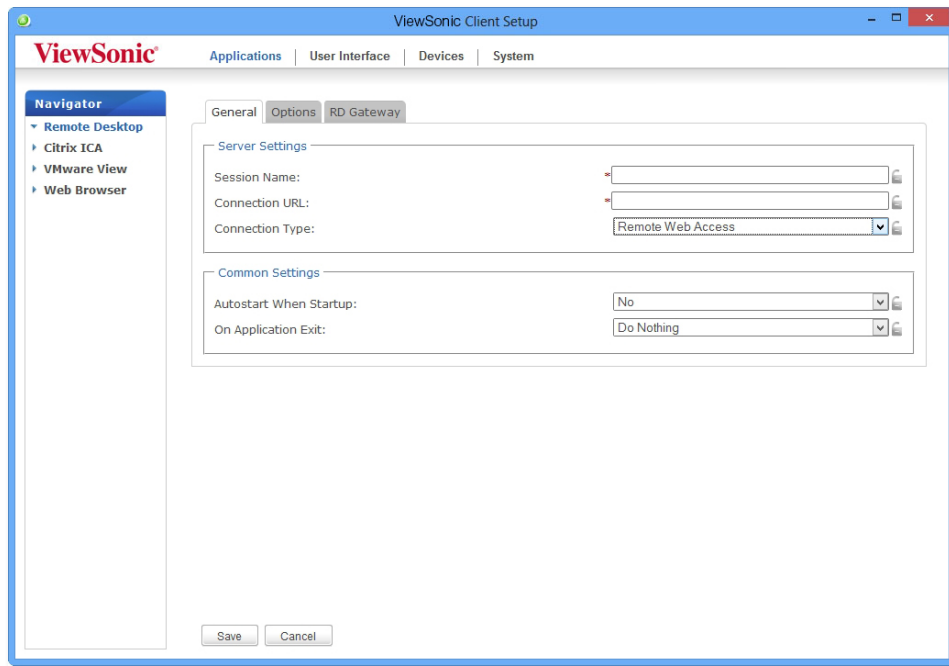 ViewSonic Client Setup
ViewSonic®
Applications | User Interface | Devices | System
Navigator
Remote Desktop
Citrix ICA
VMware View
Web Browser
General Options RD Gateway
Server Settings
Session Name: *
Connection URL: *
Connection Type: Remote Web Access
Common Settings
Autostart When Startup: No
On Application Exit: Do Nothing
Save Cancel